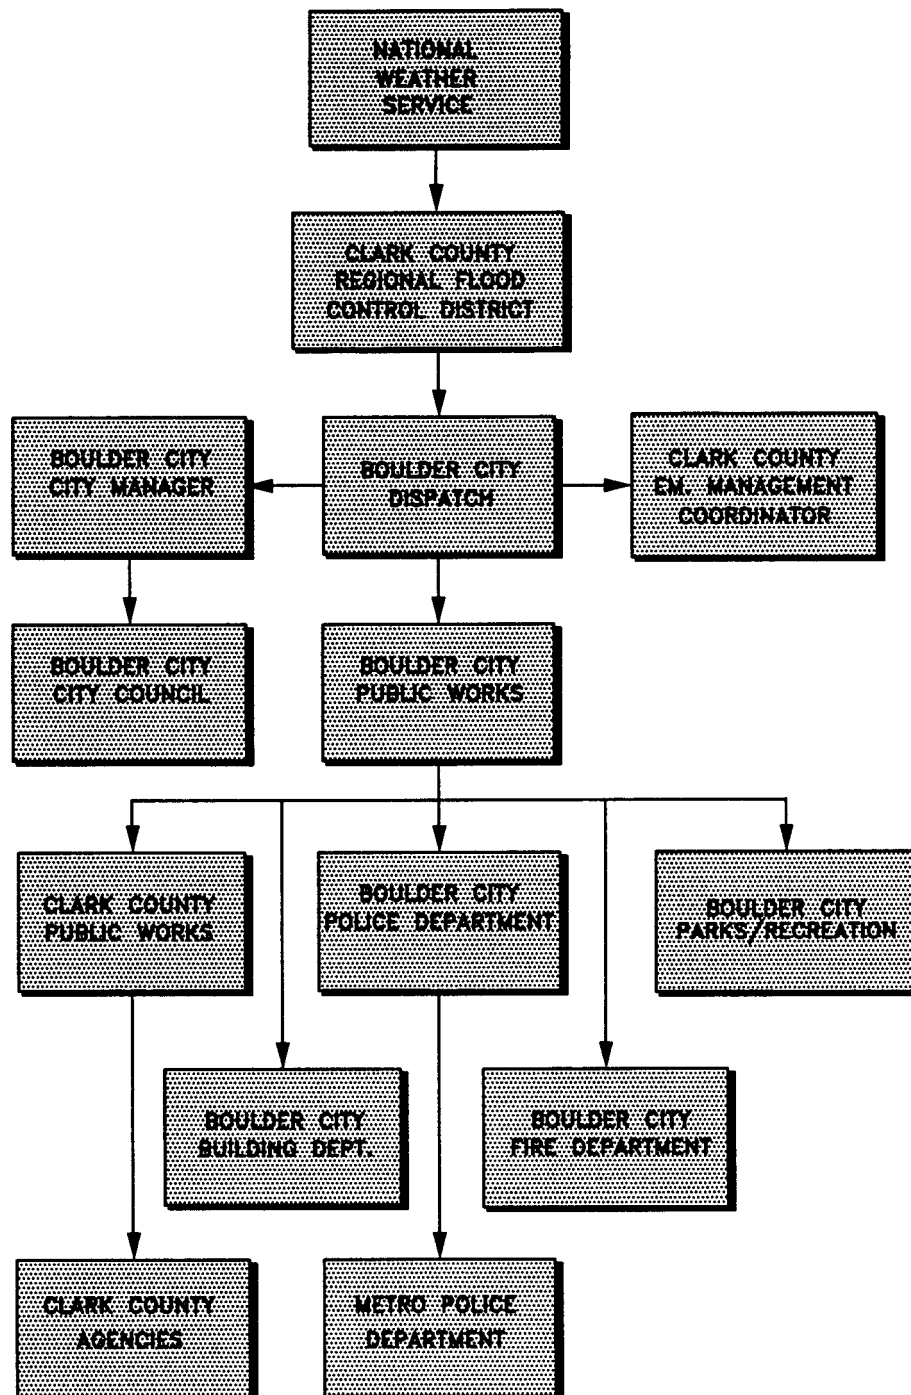 NATIONAL
WEATHER
SERVICE
CLARK COUNTY
REGIONAL FLOOD
CONTROL DISTRICT
BOULDER CITY
CITY MANAGER
BOULDER CITY
DISPATCH
CLARK COUNTY
EM. MANAGEMENT
COORDINATOR
BOULDER CITY
CITY COUNCIL
BOULDER CITY
PUBLIC WORKS
CLARK COUNTY
PUBLIC WORKS
BOULDER CITY
POLICE DEPARTMENT
BOULDER CITY
PARKS/RECREATION
BOULDER CITY
BUILDING DEPT.
BOULDER CITY
FIRE DEPARTMENT
CLARK COUNTY
AGENCIES
METRO POLICE
DEPARTMENT